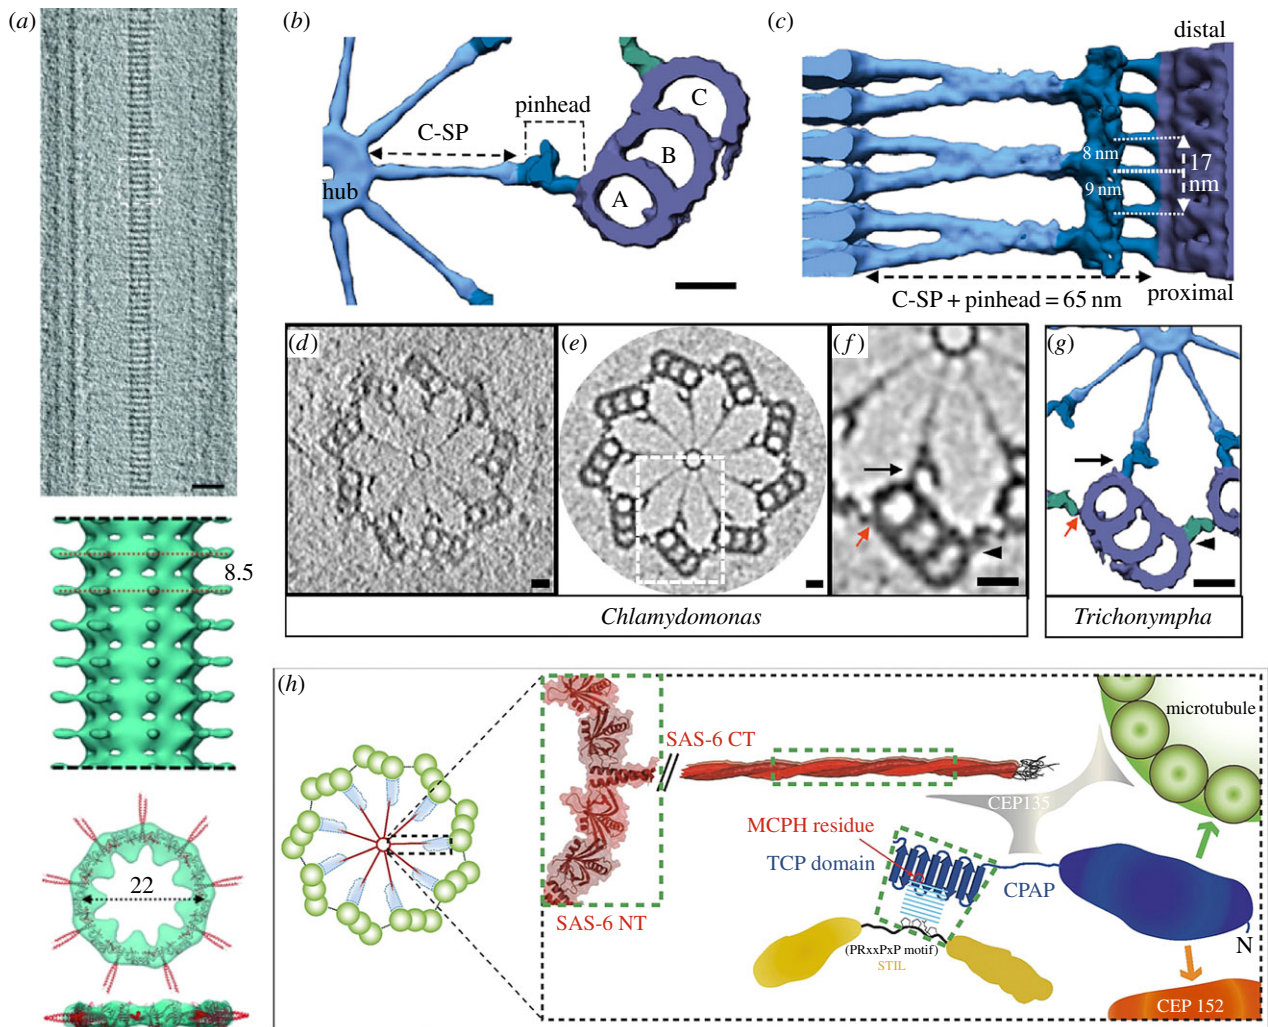 (a)
8.5
22
(b)
pinhead
C-SP
hub
A
B
C
(c)
distal
8 nm
9 nm
17
nm
C-SP + pinhead = 65 nm
proximal
(d)
(e)
(f)
Chlamydomonas
(g)
Trichonympha
(h)
SAS-6 NT
SAS-6 CT
microtubule
CEP135
MCPH residue
TCP domain
CPAP
(PRxxPxP motif)
STIL
N
CEP 152